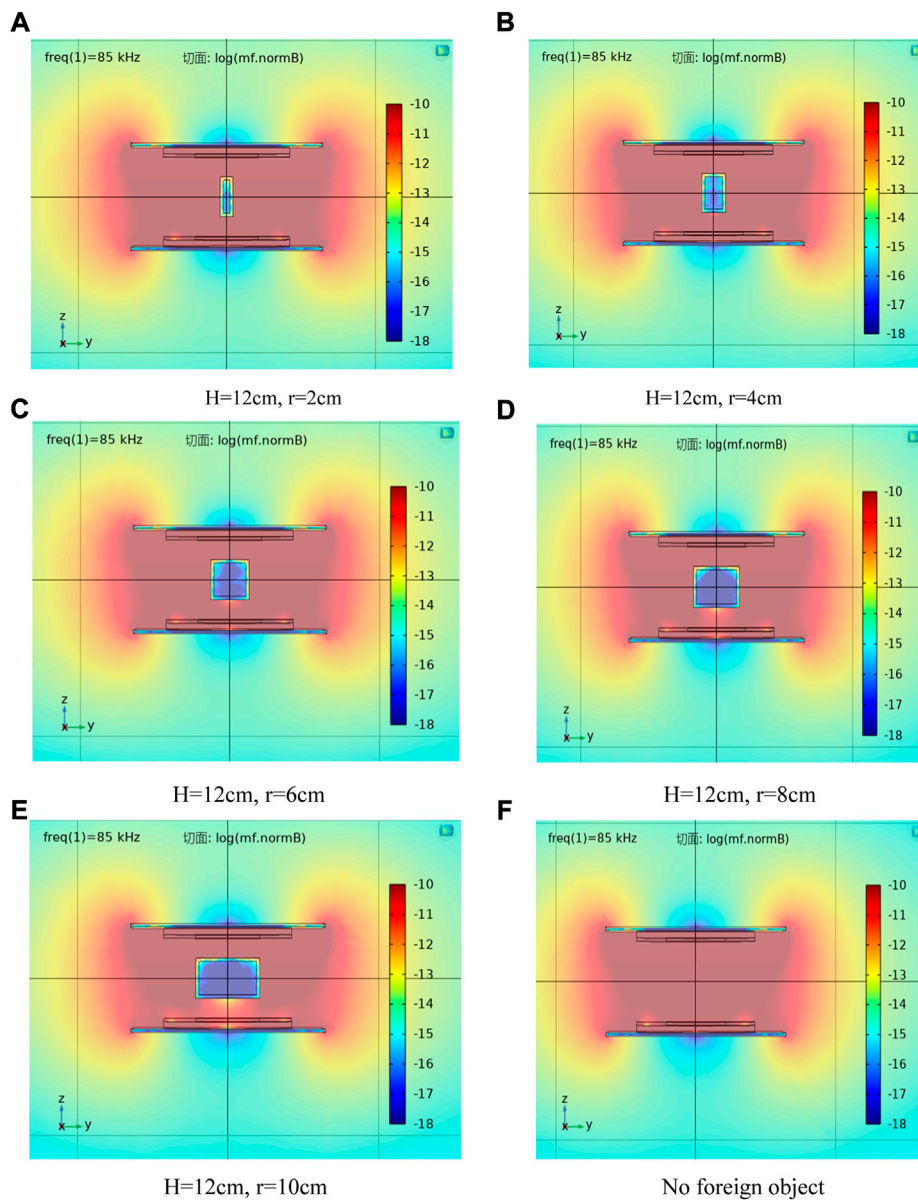 A
freq(1)=85 kHz 切面: log(mf.normB)
-10
-11
-12
-13
-14
-15
-16
-17
-18
z
x y
H=12cm, r=2cm
B
freq(1)=85 kHz 切面: log(mf.normB)
-10
-11
-12
-13
-14
-15
-16
-17
-18
z
x y
H=12cm, r=4cm
C
freq(1)=85 kHz 切面: log(mf.normB)
-10
-11
-12
-13
-14
-15
-16
-17
-18
z
x y
H=12cm, r=6cm
D
freq(1)=85 kHz 切面: log(mf.normB)
-10
-11
-12
-13
-14
-15
-16
-17
-18
z
x y
H=12cm, r=8cm
E
freq(1)=85 kHz 切面: log(mf.normB)
-10
-11
-12
-13
-14
-15
-16
-17
-18
z
x y
H=12cm, r=10cm
F
freq(1)=85 kHz 切面: log(mf.normB)
-10
-11
-12
-13
-14
-15
-16
-17
-18
z
x y
No foreign object